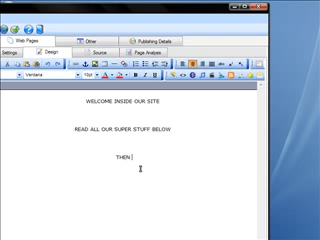 Web Pages
Other
Publishing Details
Settings
Design
Source
Page Analysis
Verdana
10pt
B I U
WELCOME INSIDE OUR SITE
READ ALL OUR SUPER STUFF BELOW
THEN